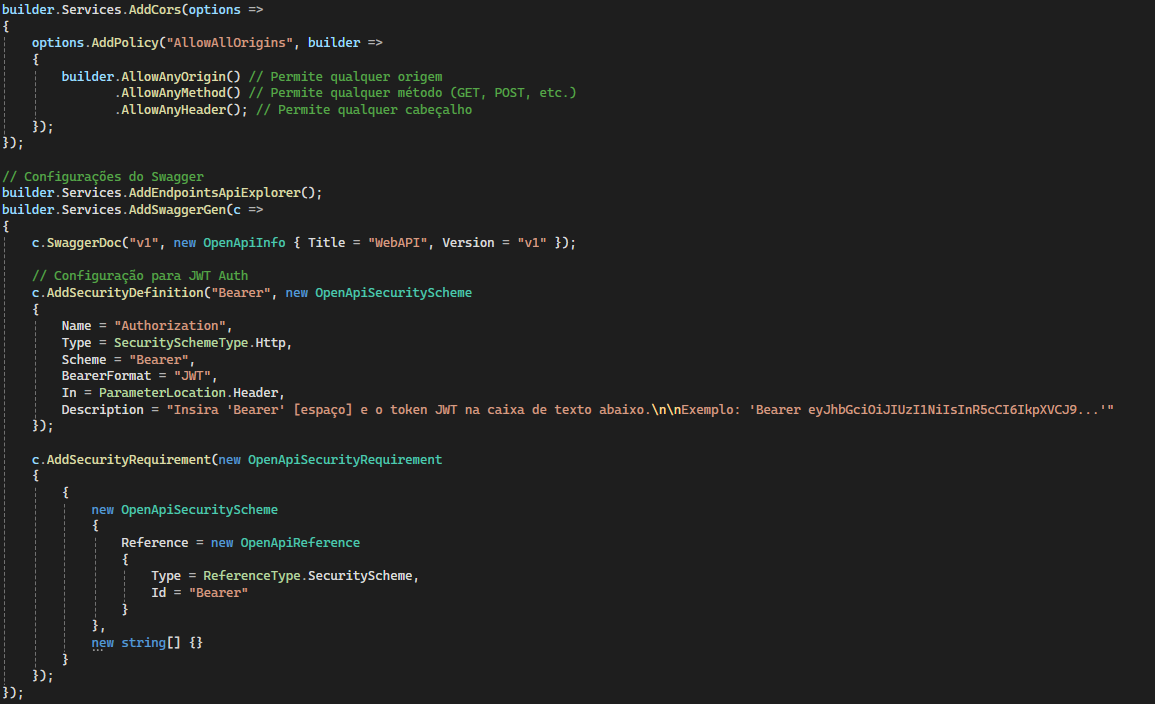 builder.Services.AddCors(options =>
{
    options.AddPolicy("AllowAllOrigins", builder =>
    {
        builder.AllowAnyOrigin() // Permite qualquer origem
               .AllowAnyMethod() // Permite qualquer método (GET, POST, etc.)
               .AllowAnyHeader(); // Permite qualquer cabeçalho
    });
});

// Configurações do Swagger
builder.Services.AddEndpointsApiExplorer();
builder.Services.AddSwaggerGen(c =>
{
    c.SwaggerDoc("v1", new OpenApiInfo { Title = "WebAPI", Version = "v1" });

    // Configuração para JWT Auth
    c.AddSecurityDefinition("Bearer", new OpenApiSecurityScheme
    {
        Name = "Authorization",
        Type = SecuritySchemeType.Http,
        Scheme = "Bearer",
        BearerFormat = "JWT",
        In = ParameterLocation.Header,
        Description = "Insira 'Bearer' [espaço] e o token JWT na caixa de texto abaixo.\n\nExemplo: 'Bearer eyJhbGciOiJIUzI1NiIsInR5cCI6IkpXVCJ9...'"
    });

    c.AddSecurityRequirement(new OpenApiSecurityRequirement
    {
        {
            new OpenApiSecurityScheme
            {
                Reference = new OpenApiReference
                {
                    Type = ReferenceType.SecurityScheme,
                    Id = "Bearer"
                }
            },
            new string[] {}
        }
    });
});